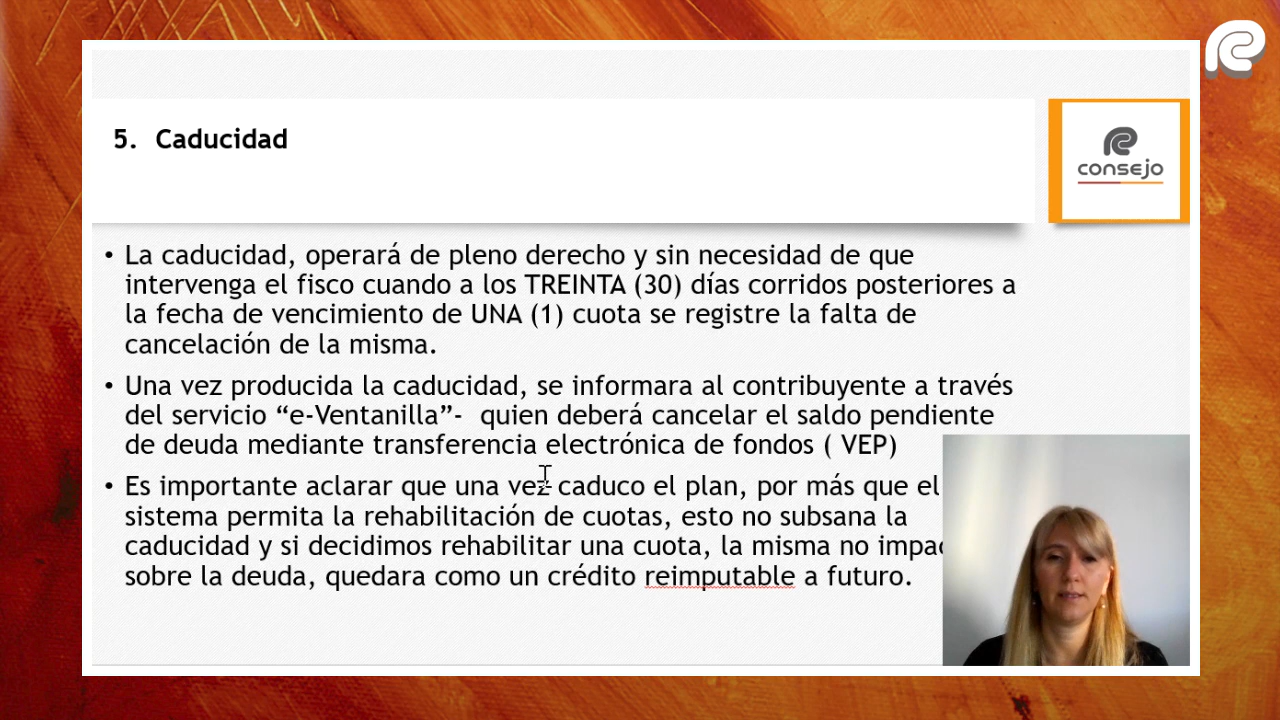 5. Caducidad
consejo
• La caducidad, operará de pleno derecho y sin necesidad de que
intervenga el fisco cuando a los TREINTA (30) días corridos posteriores a
la fecha de vencimiento de UNA (1) cuota se registre la falta de
cancelación de la misma.
• Una vez producida la caducidad, se informara al contribuyente a través
del servicio “e-Ventanilla”- quien deberá cancelar el saldo pendiente
de deuda mediante transferencia electrónica de fondos ( VEP)
• Es importante aclarar que una vez caduco el plan, por más que el
sistema permita la rehabilitación de cuotas, esto no subsana la
caducidad y si decidimos rehabilitar una cuota, la misma no
sobre la deuda, quedara como un crédito reimputable a futuro.